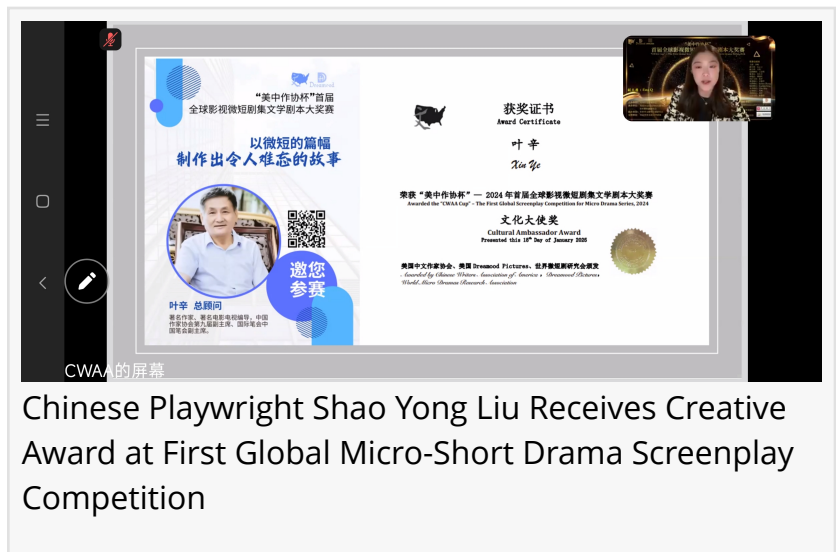 Dreamood
“美中作协杯”首届
全球影视微短剧集文学剧本大奖赛
以微短的篇幅
制作出令人难忘的故事
邀您
参赛
叶辛 总顾问
著名作家、著名电影电视编导，中国
作家协会第九届副主席、国际笔会中
国笔会副主席。
获奖证书
Award Certificate
叶 辛
Xin Ye
荣获“美中作协杯”— 2024 年首届全球影视微短剧集文学剧本大奖赛
Awarded the "CWAA Cup" - The First Global Screenplay Competition for Micro Drama Series, 2024
文化大使奖
Cultural Ambassador Award
Presented this 18th Day of January 2025
美国中文作家协会、美国 Dreamood Pictures、世界微短剧研究会颁发
Awarded by Chinese Writers Association of America 、 Dreamood Pictures、
World Micro Dramas Research Association
CWAA的屏幕
Chinese Playwright Shao Yong Liu Receives Creative
Award at First Global Micro-Short Drama Screenplay
Competition